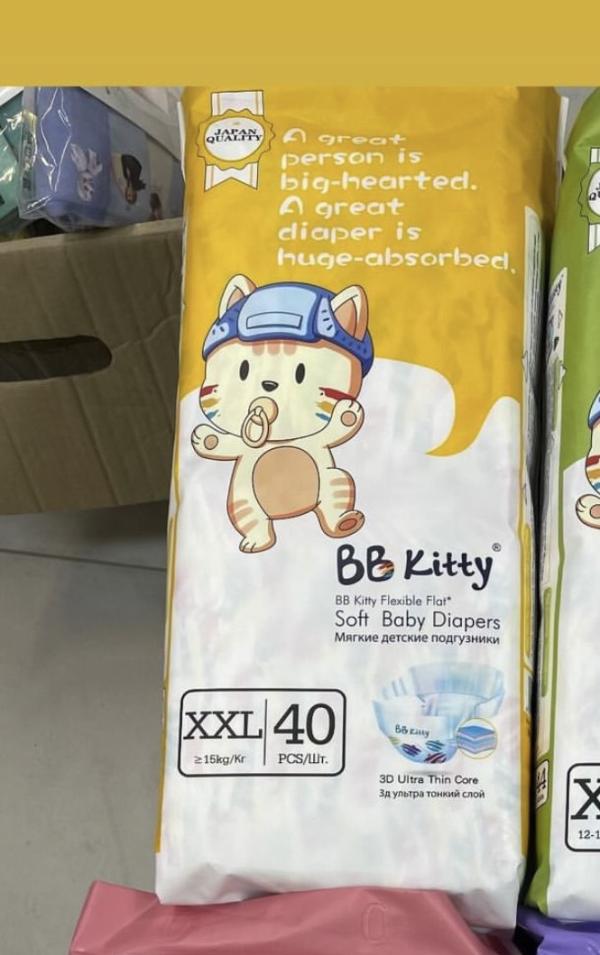 JAPAN
QUALITY
A great
person is
big-hearted.
A great
diaper is
huge-absorbed.
BB Kitty®
BB Kitty Flexible Flat*
Soft Baby Diapers
Мягкие детские подгузники
XXL 40
≥15kg/Кг PCS/Шт.
BB Kitty
3D Ultra Thin Core
3д ультра тонкий слой
X
12-1